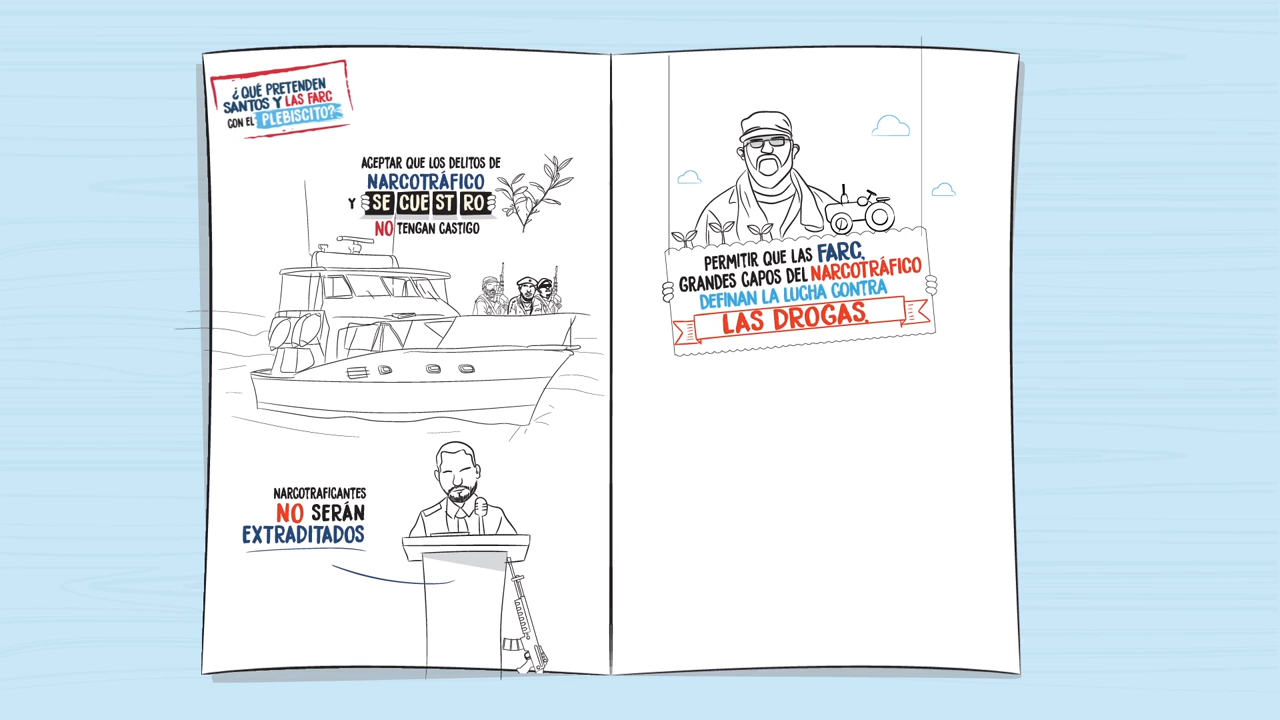 ¿QUÉ PRETENDEN
SANTOS Y LAS FARC
CON EL PLEBISCITO?
ACEPTAR QUE LOS DELITOS DE
NARCOTRÁFICO
Y SECUESTRO
NO TENGAN CASTIGO
NARCOTRAFICANTES
NO SERÁN
EXTRADITADOS
PERMITIR QUE LAS FARC,
GRANDES CAPOS DEL NARCOTRÁFICO
DEFINAN LA LUCHA CONTRA
LAS DROGAS.